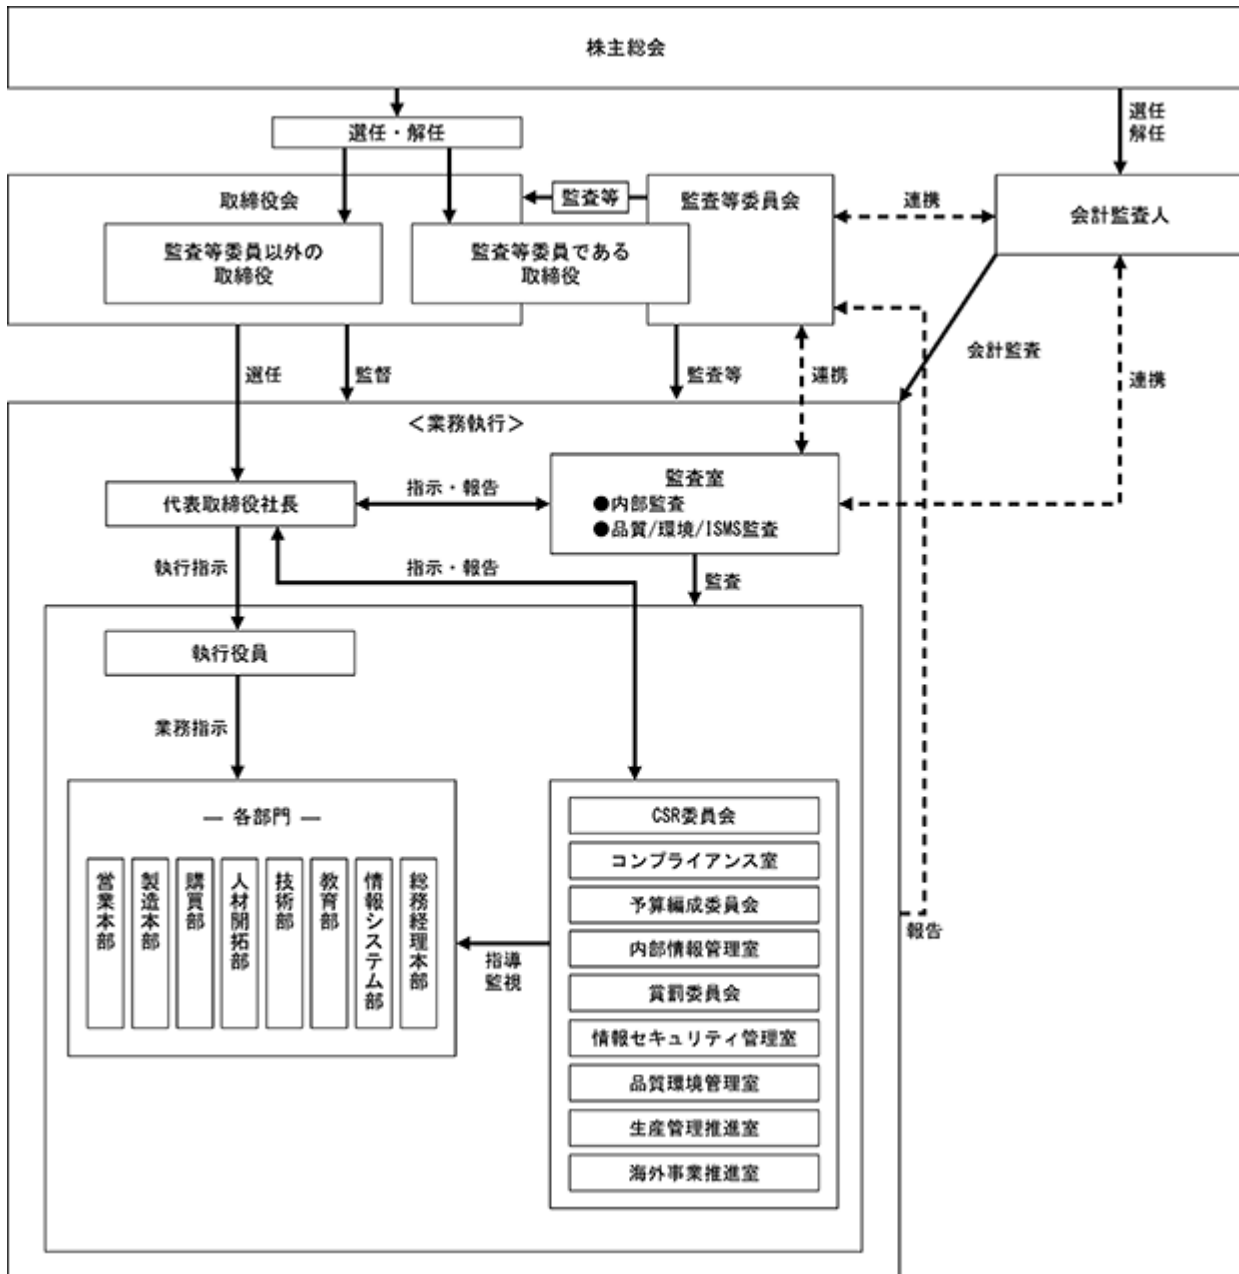 株主総会
選任・解任
選任
解任
取締役会
監査等
監査等委員会
連携
会計監査人
監査等委員以外の
取締役
監査等委員である
取締役
選任
監督
監査等
連携
会計監査
連携
＜業務執行＞
代表取締役社長
指示・報告
監査室
●内部監査
●品質/環境/ISMS監査
執行指示
指示・報告
監査
執行役員
業務指示
― 各部門 ―
営業本部
製造本部
購買部
人材開拓部
技術部
教育部
情報システム部
総務経理本部
指導
監視
CSR委員会
コンプライアンス室
予算編成委員会
内部情報管理室
賞罰委員会
情報セキュリティ管理室
品質環境管理室
生産管理推進室
海外事業推進室
報告